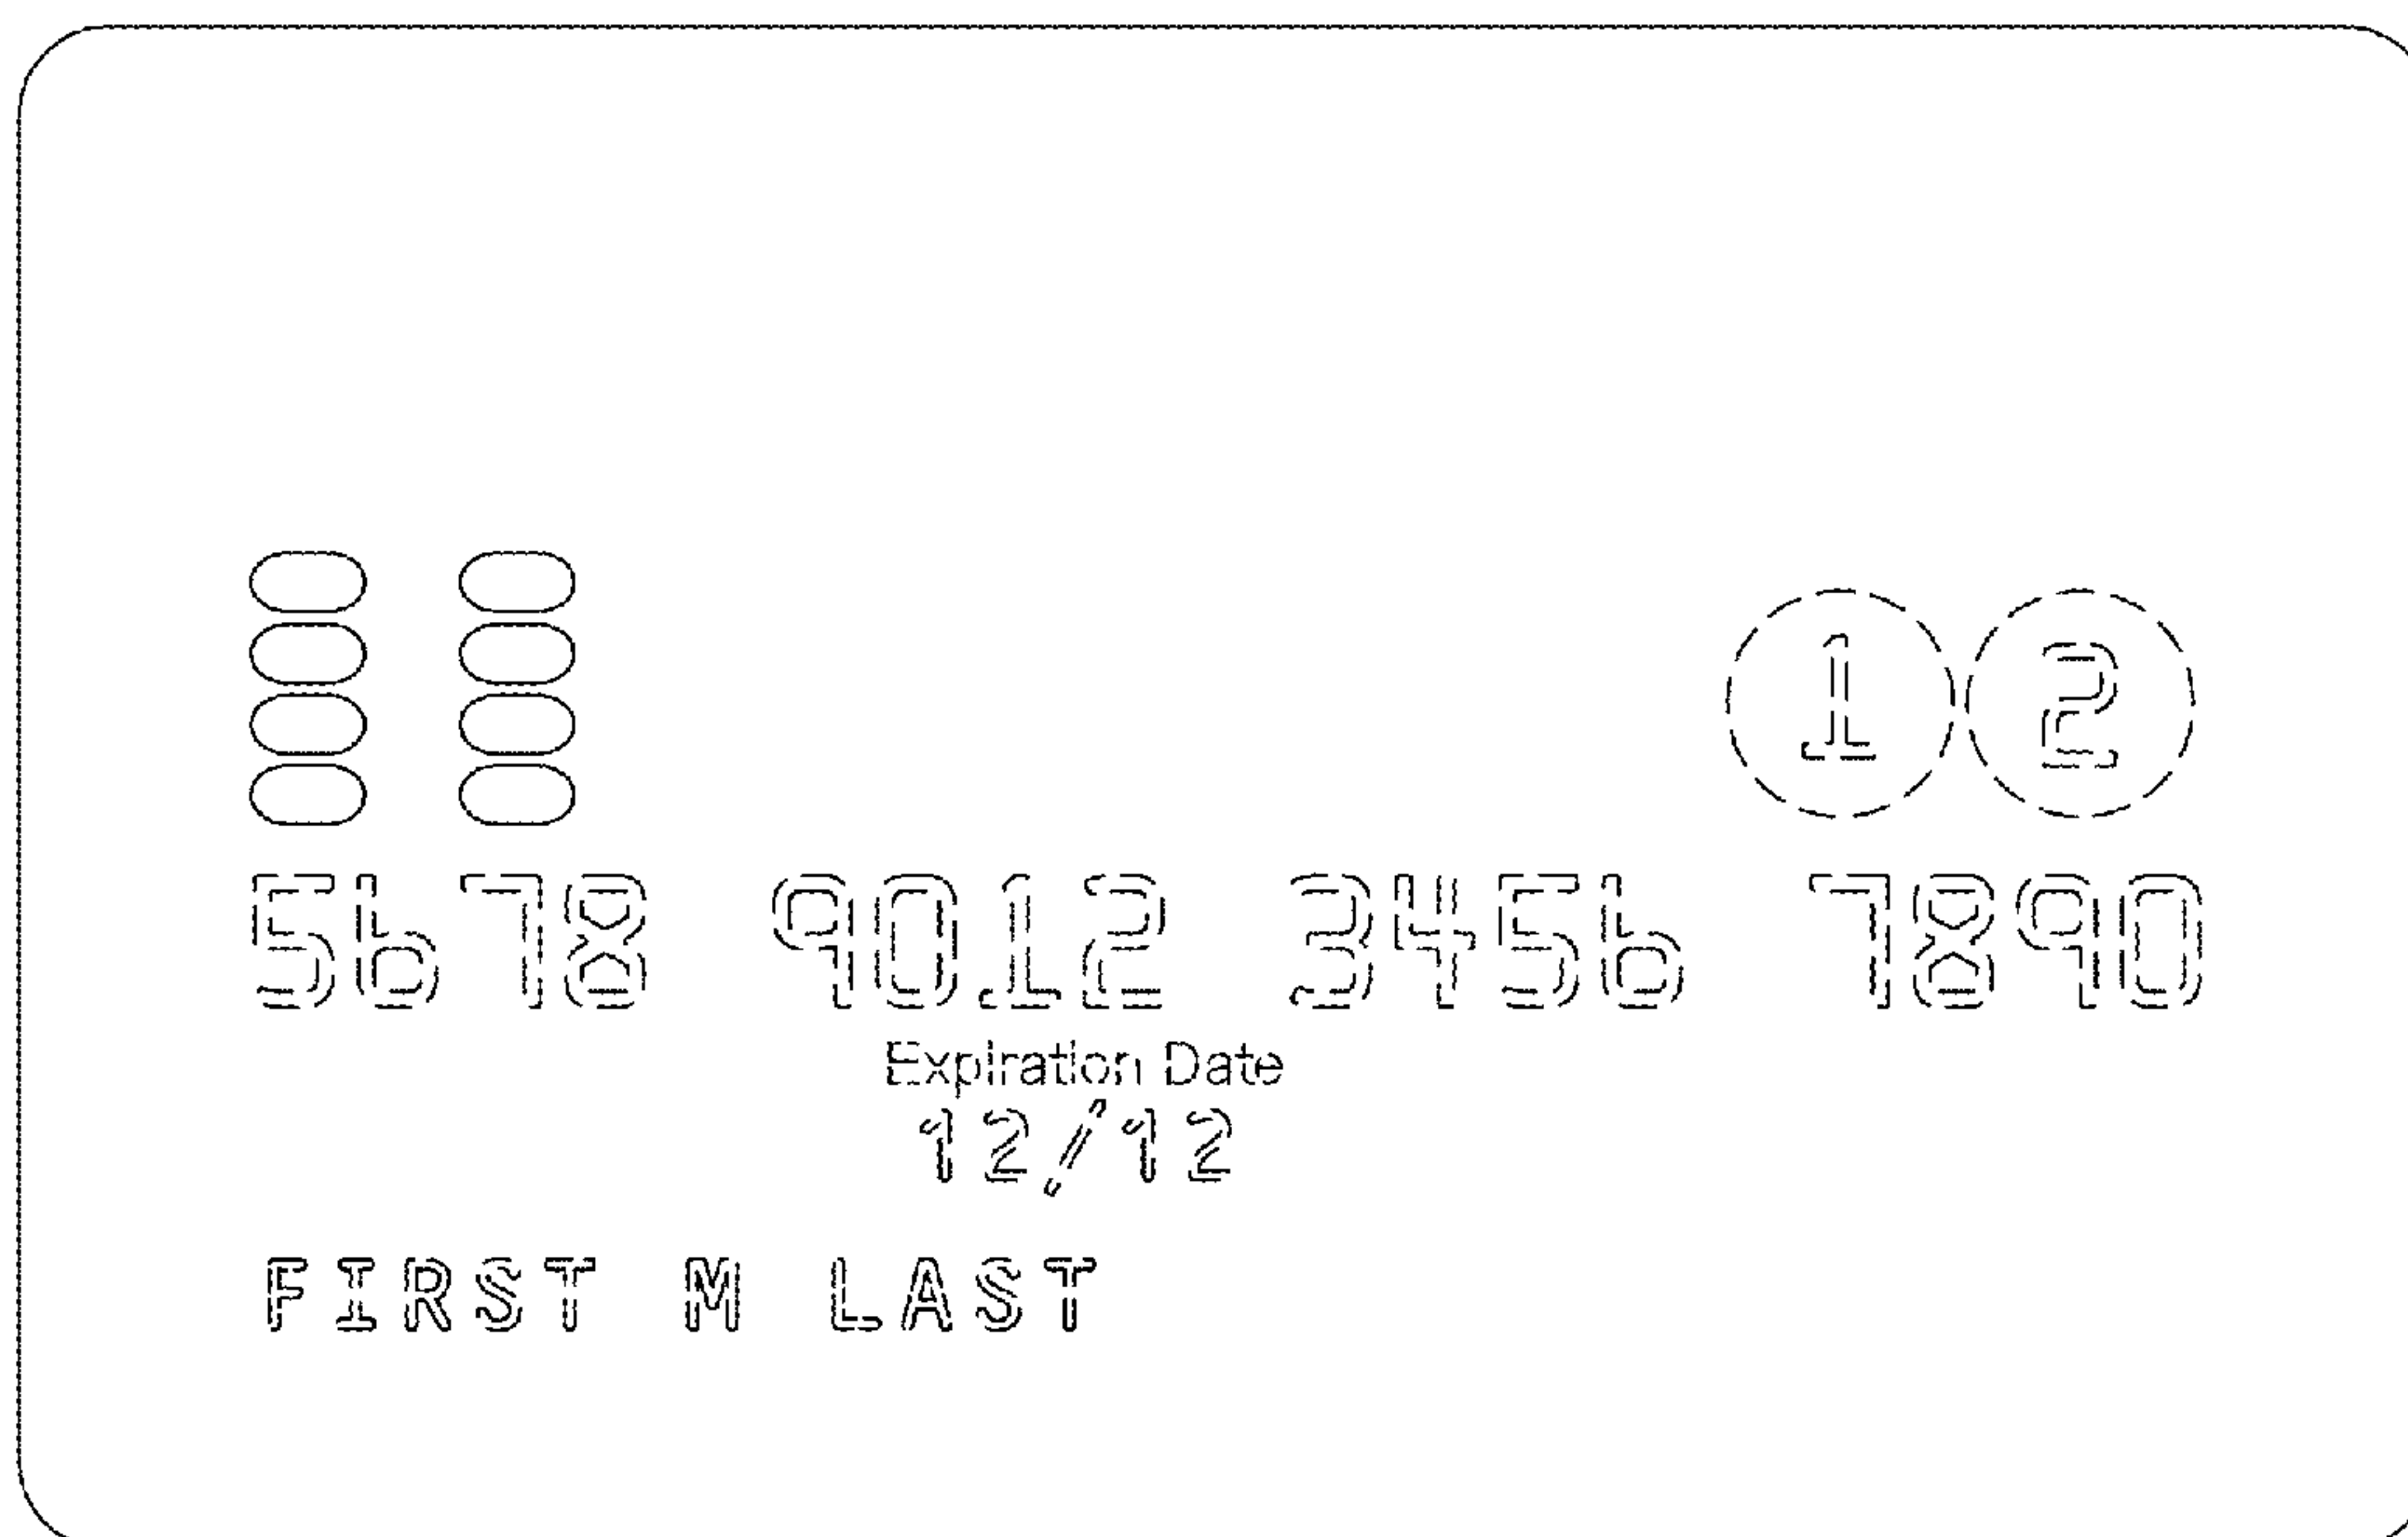 1 2
5678 9012 3456 7890
Expiration Date
12/12
FIRST M LAST